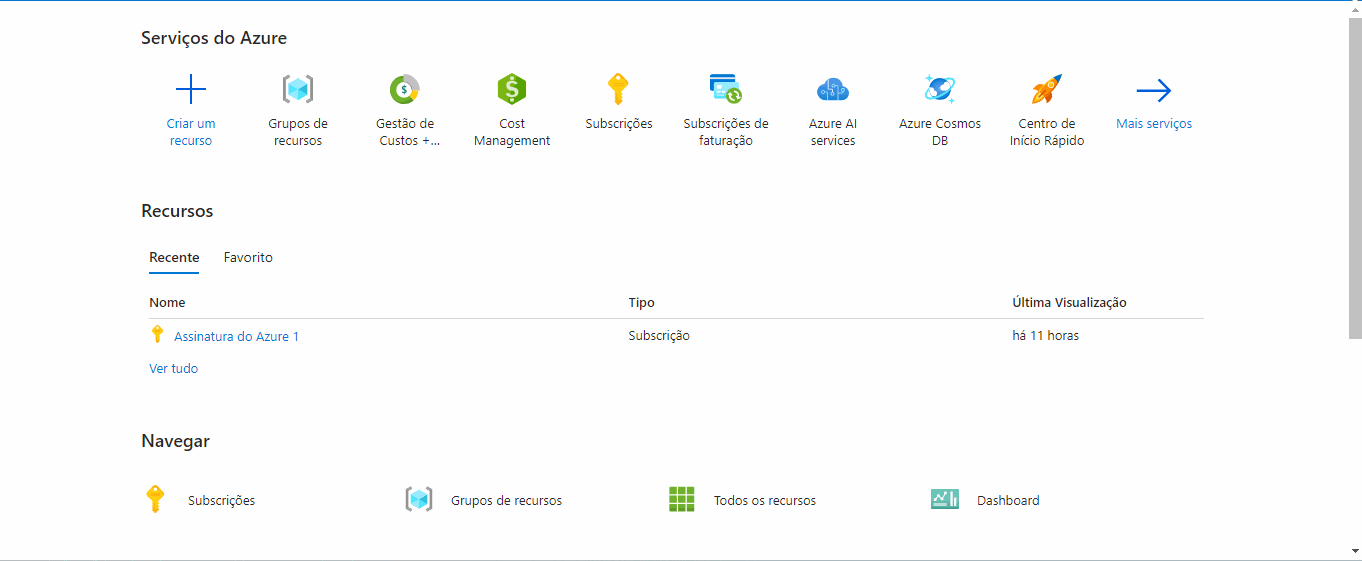 Serviços do Azure
Criar um recurso
Grupos de recursos
Gestão de Custos +...
Cost Management
Subscrições
Subscrições de faturação
Azure AI services
Azure Cosmos DB
Centro de Início Rápido
Mais serviços
Recursos
Recente Favorito
Nome Tipo Última Visualização
Assinatura do Azure 1 Subscrição há 11 horas
Ver tudo
Navegar
Subscrições Grupos de recursos Todos os recursos Dashboard